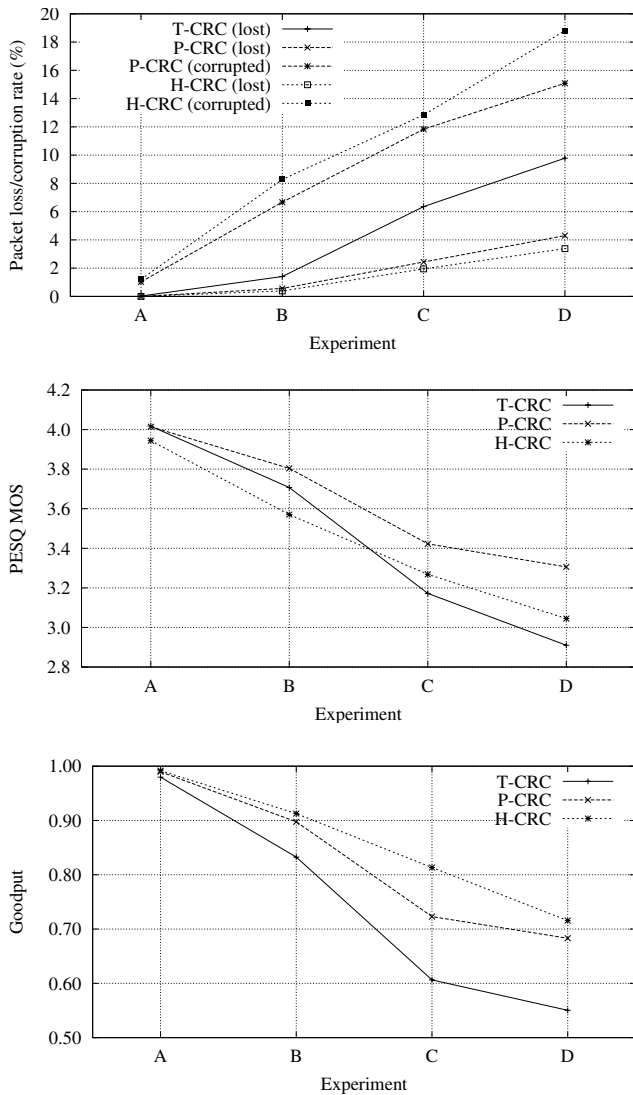 20
18
16
14
12
10
8
6
4
2
0
Packet loss/corruption rate (%)
T-CRC (lost)
P-CRC (lost)
P-CRC (corrupted)
H-CRC (lost)
H-CRC (corrupted)
A B C D
Experiment
4.2
4.0
3.8
3.6
3.4
3.2
3.0
2.8
PESQ MOS
T-CRC
P-CRC
H-CRC
A B C D
Experiment
1.00
0.90
0.80
0.70
0.60
0.50
Goodput
T-CRC
P-CRC
H-CRC
A B C D
Experiment